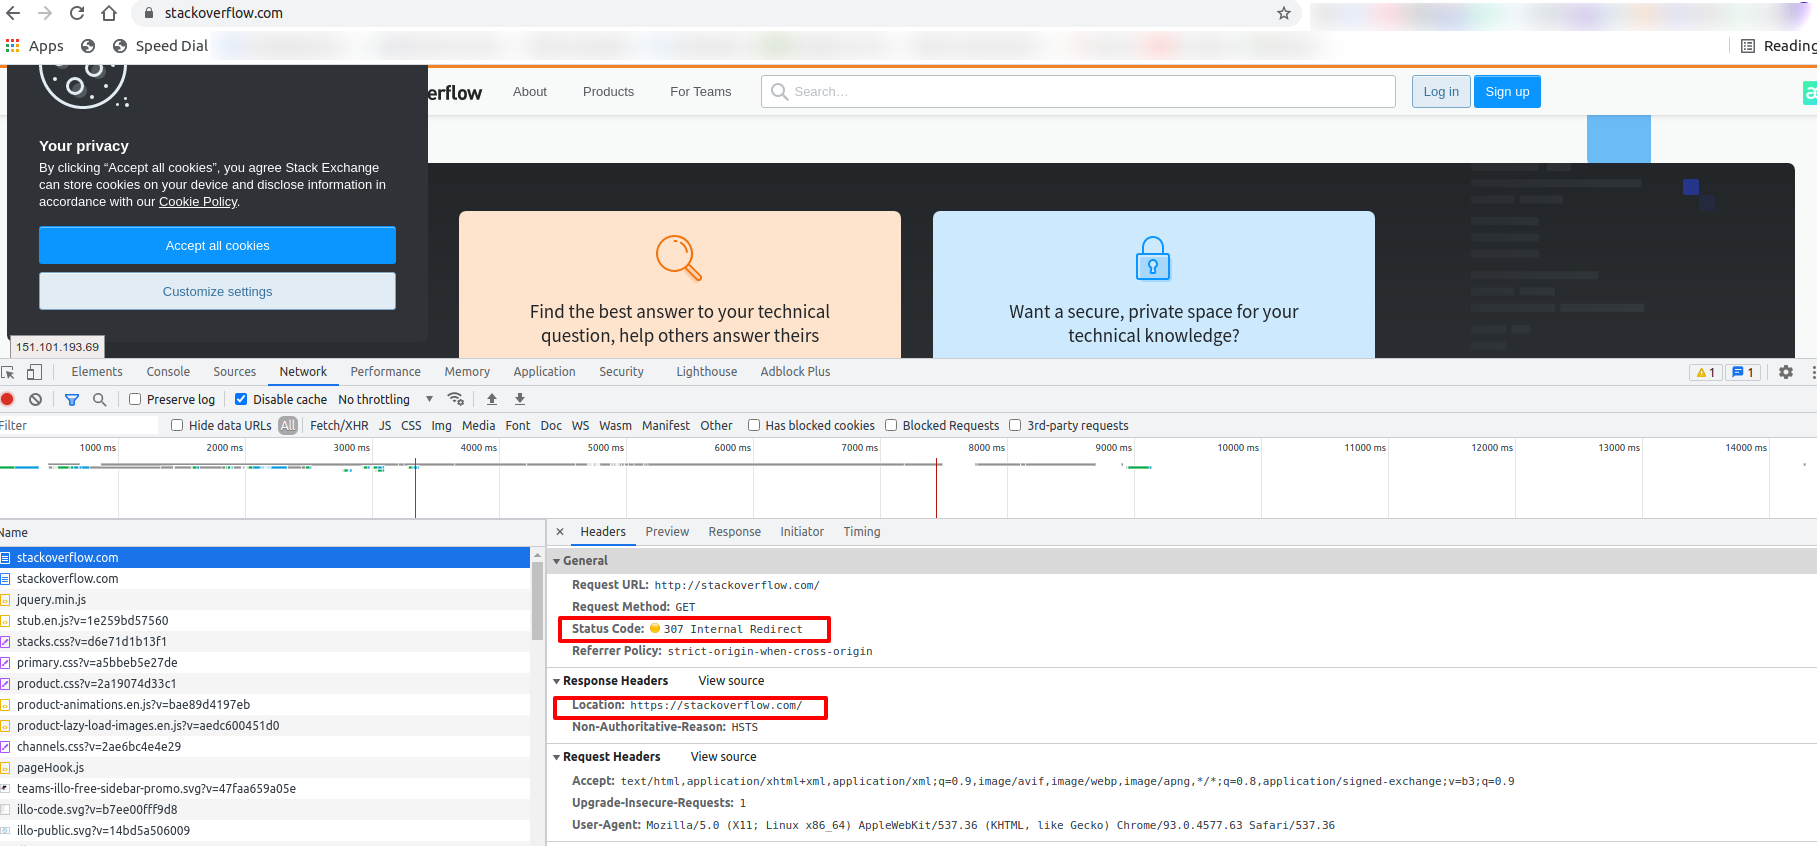 stackoverflow.com
Apps
Speed Dial
Reading
erflow
About
Products
For Teams
Search…
Log in
Sign up
Your privacy
By clicking “Accept all cookies”, you agree Stack Exchange
can store cookies on your device and disclose information in
accordance with our Cookie Policy.
Accept all cookies
Customize settings
Find the best answer to your technical
question, help others answer theirs
Want a secure, private space for your
technical knowledge?
151.101.193.69
Elements Console Sources Network Performance Memory Application Security Lighthouse Adblock Plus 1 1
Preserve log Disable cache No throttling
Filter Hide data URLs All Fetch/XHR JS CSS Img Media Font Doc WS Wasm Manifest Other Has blocked cookies Blocked Requests 3rd-party requests
1000 ms 2000 ms 3000 ms 4000 ms 5000 ms 6000 ms 7000 ms 8000 ms 9000 ms 10000 ms 11000 ms 12000 ms 13000 ms 14000 ms
Name
stackoverflow.com
stackoverflow.com
jquery.min.js
stub.en.js?v=1e259bd57560
stacks.css?v=d6e71d1b13f1
primary.css?v=a5bbeb5e27de
product.css?v=2a19074d33c1
product-animations.en.js?v=bae89d4197eb
product-lazy-load-images.en.js?v=aedc600451d0
channels.css?v=2ae6bc4e4e29
pageHook.js
teams-illo-free-sidebar-promo.svg?v=47faa659a05e
illo-code.svg?v=b7ee00fff9d8
illo-public.svg?v=14bd5a506009
× Headers Preview Response Initiator Timing
General
Request URL: http://stackoverflow.com/
Request Method: GET
Status Code: 307 Internal Redirect
Referrer Policy: strict-origin-when-cross-origin
Response Headers View source
Location: https://stackoverflow.com/
Non-Authoritative-Reason: HSTS
Request Headers View source
Accept: text/html,application/xhtml+xml,application/xml;q=0.9,image/avif,image/webp,image/apng,*/*;q=0.8,application/signed-exchange;v=b3;q=0.9
Upgrade-Insecure-Requests: 1
User-Agent: Mozilla/5.0 (X11; Linux x86_64) AppleWebKit/537.36 (KHTML, like Gecko) Chrome/93.0.4577.63 Safari/537.36